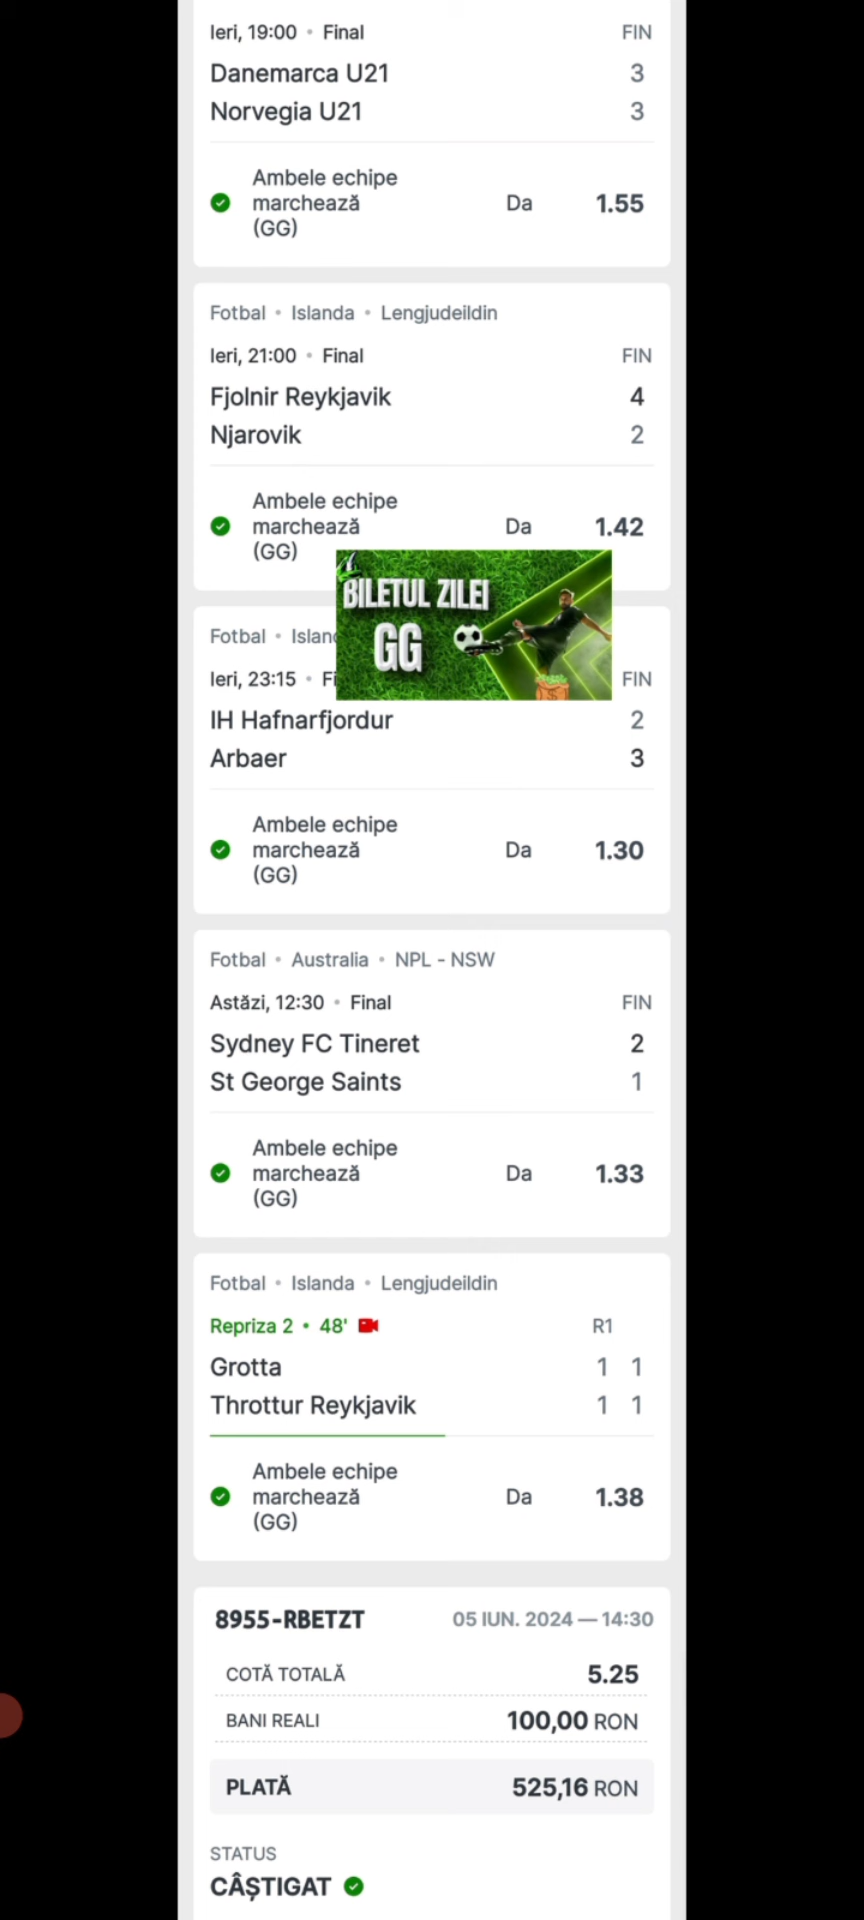 Ieri, 19:00 • Final FIN
Danemarca U21 3
Norvegia U21 3
Ambele echipe
marchează Da 1.55
(GG)
Fotbal • Islanda • Lengjudeildin
Ieri, 21:00 • Final FIN
Fjolnir Reykjavik 4
Njarovik 2
Ambele echipe
marchează Da 1.42
(GG)
BILETUL ZILEI
GG
Fotbal •
Ieri, 23:15 • FIN
IH Hafnarfjordur 2
Arbaer 3
Ambele echipe
marchează Da 1.30
(GG)
Fotbal • Australia • NPL - NSW
Astăzi, 12:30 • Final FIN
Sydney FC Tineret 2
St George Saints 1
Ambele echipe
marchează Da 1.33
(GG)
Fotbal • Islanda • Lengjudeildin
Repriza 2 • 48' R1
Grotta 1 1
Throttur Reykjavik 1 1
Ambele echipe
marchează Da 1.38
(GG)
8955-RBETZT 05 IUN. 2024 — 14:30
COTĂ TOTALĂ 5.25
BANI REALI 100,00 RON
PLATĂ 525,16 RON
STATUS
CÂȘTIGAT